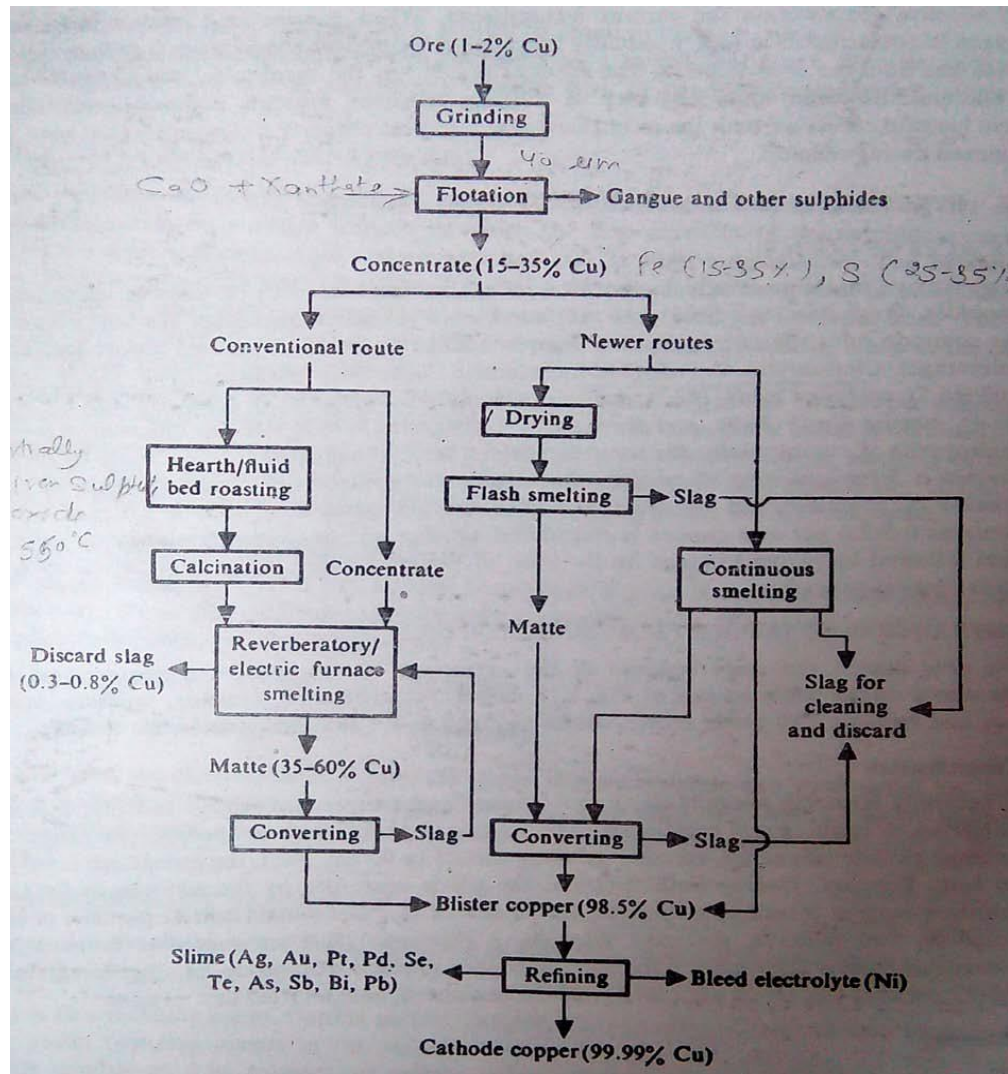 Ore (1–2% Cu)
Grinding
40 um
CaO + Xanthate
Flotation
Gangue and other sulphides
Concentrate (15–35% Cu)
Fe (15-35%), S (25-35%
Conventional route
Newer routes
Drying
Hearth/fluid
bed roasting
Flash smelting
Slag
550°C
Calcination
Concentrate
Continuous
smelting
Matte
Reverberatory/
electric furnace
smelting
Discard slag
(0.3–0.8% Cu)
Slag for
cleaning
and discard
Matte (35–60% Cu)
Converting
Slag
Converting
Slag
Blister copper (98.5% Cu)
Slime (Ag, Au, Pt, Pd, Se,
Te, As, Sb, Bi, Pb)
Refining
Bleed electrolyte (Ni)
Cathode copper (99.99% Cu)